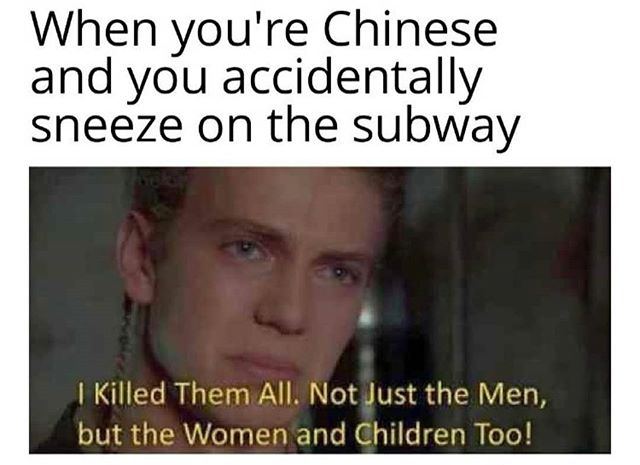 When you're Chinese
and you accidentally
sneeze on the subway
I Killed Them All. Not Just the Men,
but the Women and Children Too!